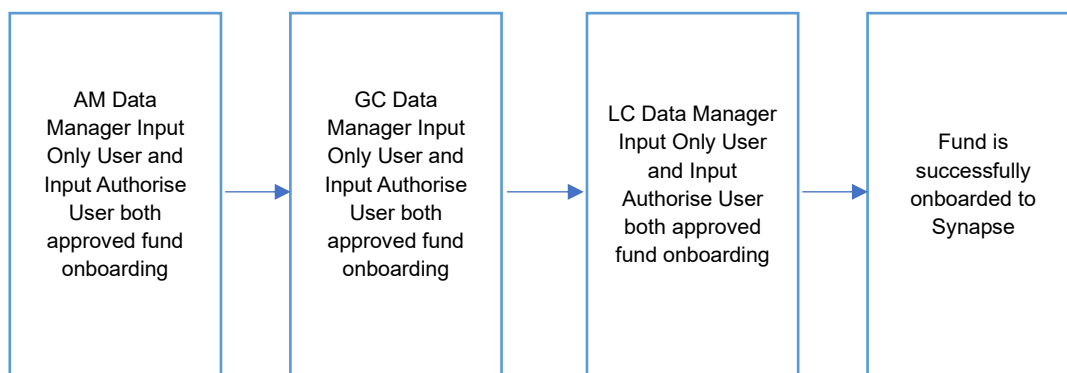 AM Data
Manager Input
Only User and
Input Authorise
User both
approved fund
onboarding
GC Data
Manager Input
Only User and
Input Authorise
User both
approved fund
onboarding
LC Data Manager
Input Only User
and Input
Authorise User
both approved
fund onboarding
Fund is
successfully
onboarded to
Synapse